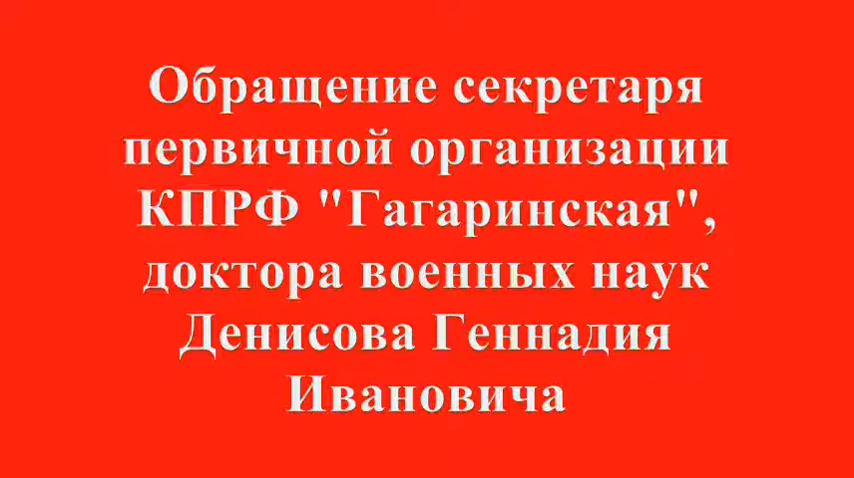 Обращение секретаря
первичной организации
КПРФ "Гагаринская",
доктора военных наук
Денисова Геннадия
Ивановича